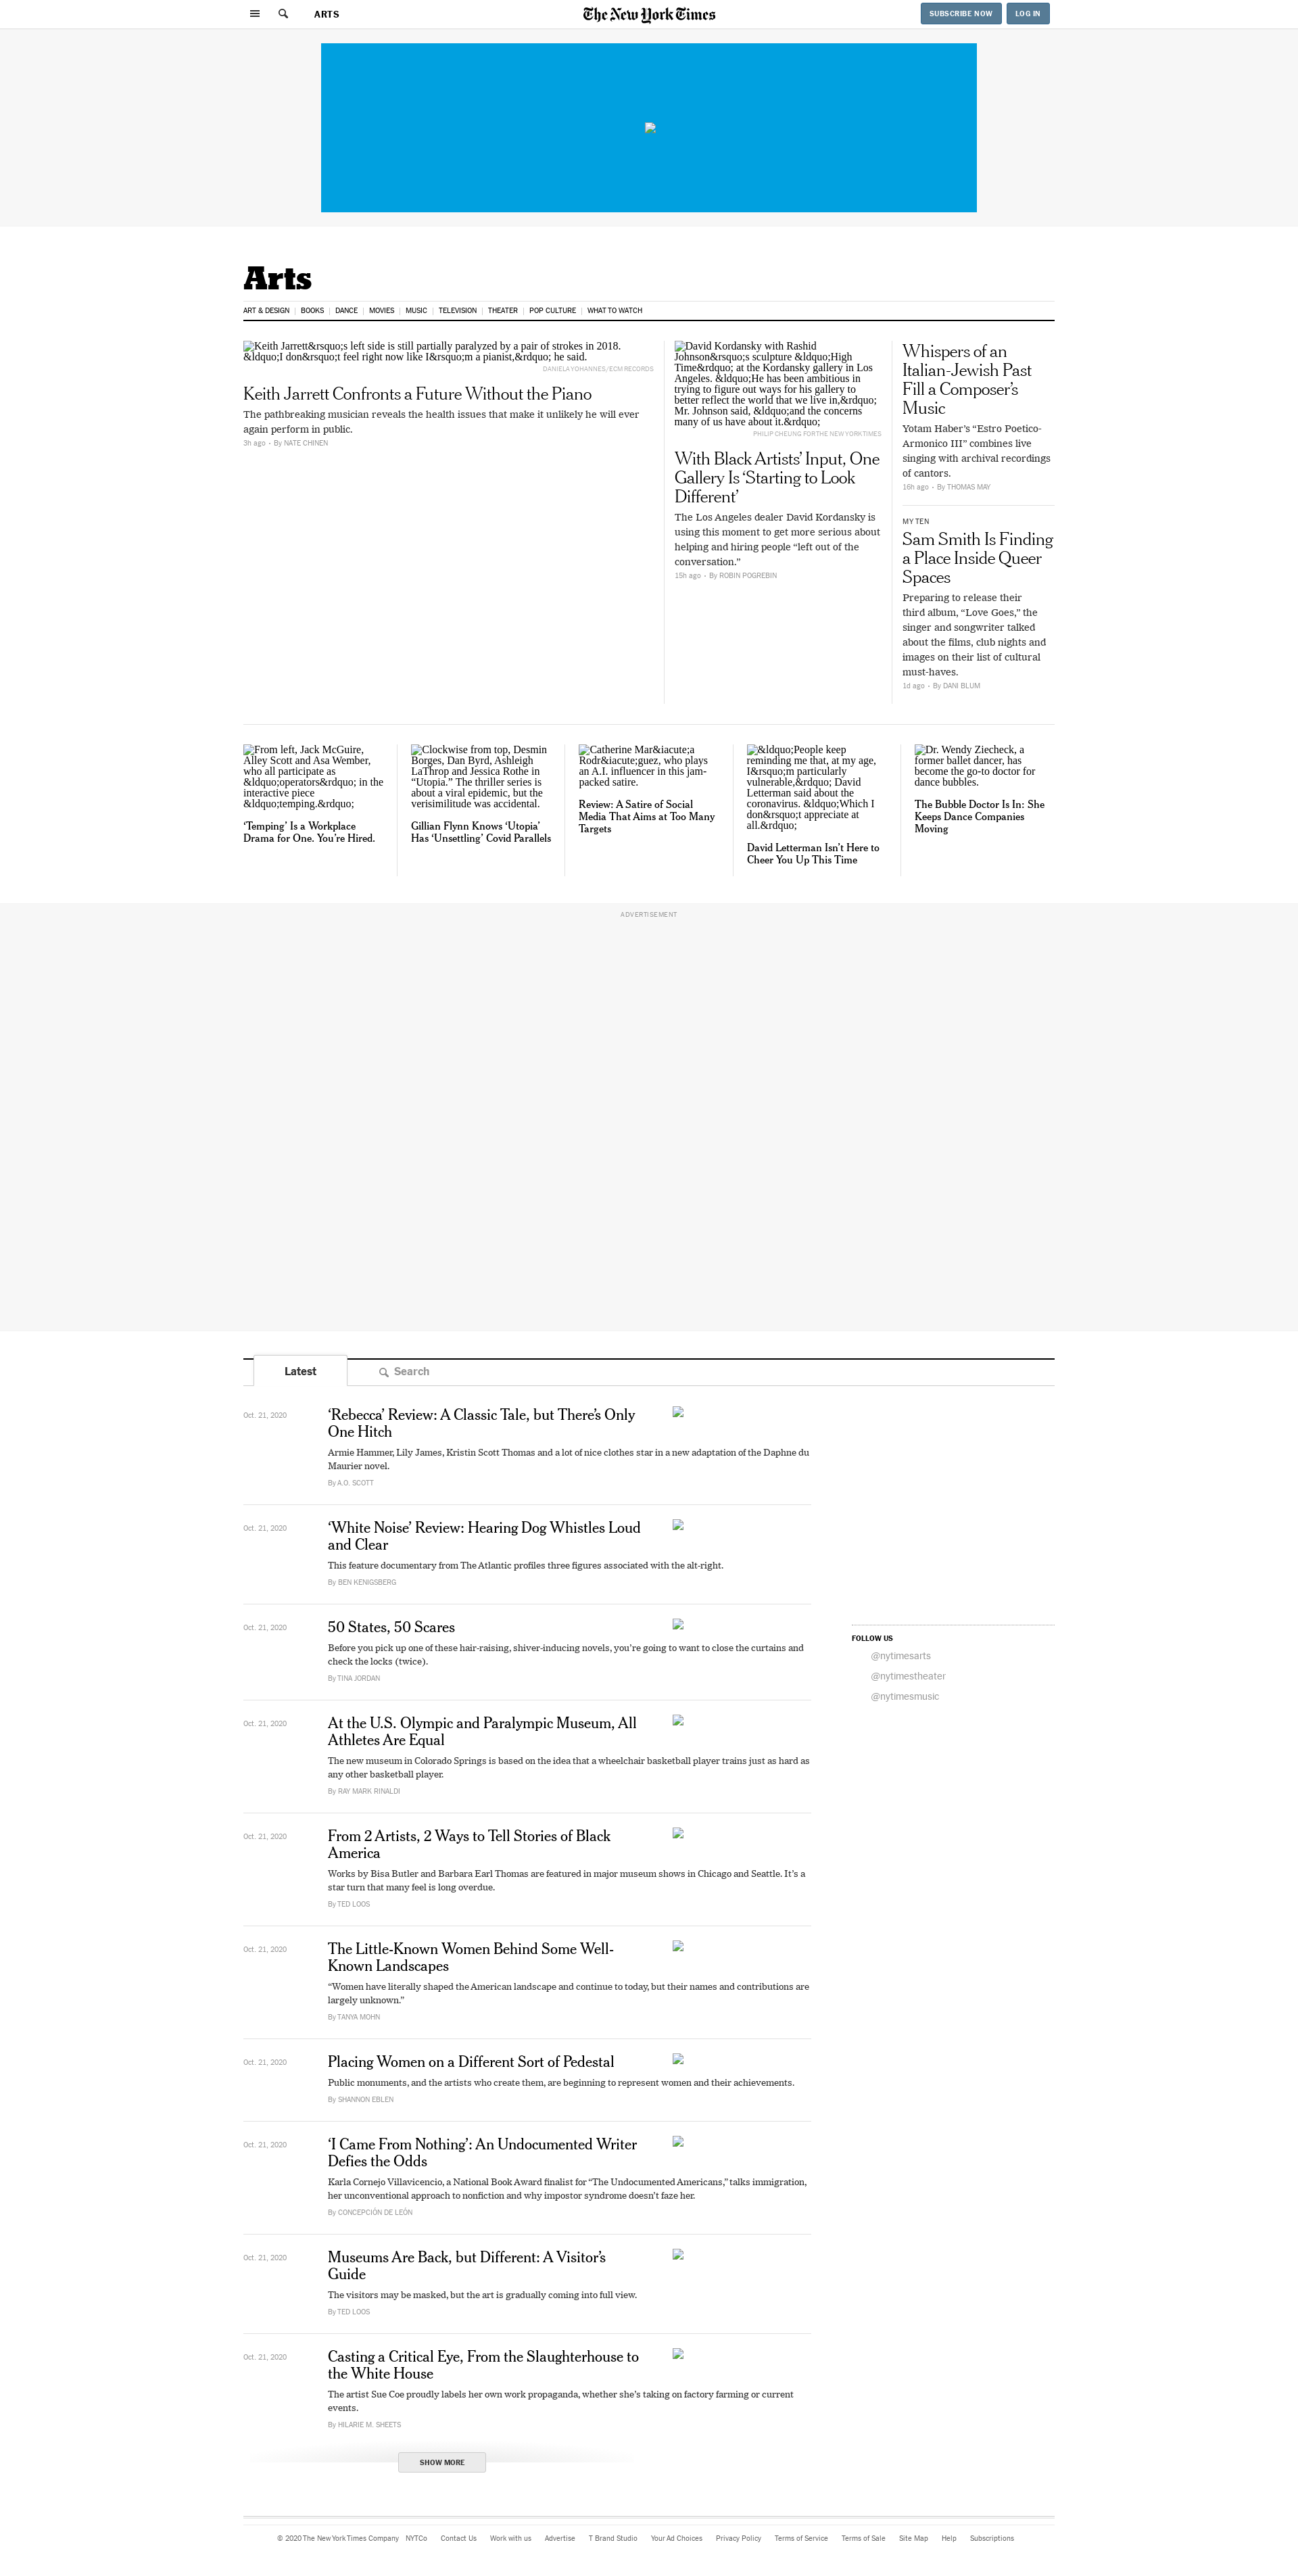 ARTS
The New York Times
SUBSCRIBE NOW
LOG IN
Arts
ART & DESIGN | BOOKS | DANCE | MOVIES | MUSIC | TELEVISION | THEATER | POP CULTURE | WHAT TO WATCH
Keith Jarrett&rsquo;s left side is still partially paralyzed by a pair of strokes in 2018.
&ldquo;I don&rsquo;t feel right now like I&rsquo;m a pianist,&rdquo; he said.
DANIELA YOHANNES/ECM RECORDS
Keith Jarrett Confronts a Future Without the Piano
The pathbreaking musician reveals the health issues that make it unlikely he will ever
again perform in public.
3h ago • By NATE CHINEN
David Kordansky with Rashid
Johnson&rsquo;s sculpture &ldquo;High
Time&rdquo; at the Kordansky gallery in Los
Angeles. &ldquo;He has been ambitious in
trying to figure out ways for his gallery to
better reflect the world that we live in,&rdquo;
Mr. Johnson said, &ldquo;and the concerns
many of us have about it.&rdquo;
PHILIP CHEUNG FOR THE NEW YORK TIMES
With Black Artists’ Input, One
Gallery Is ‘Starting to Look
Different’
The Los Angeles dealer David Kordansky is
using this moment to get more serious about
helping and hiring people “left out of the
conversation.”
15h ago • By ROBIN POGREBIN
Whispers of an
Italian-Jewish Past
Fill a Composer’s
Music
Yotam Haber’s “Estro Poetico-
Armonico III” combines live
singing with archival recordings
of cantors.
16h ago • By THOMAS MAY
MY TEN
Sam Smith Is Finding
a Place Inside Queer
Spaces
Preparing to release their
third album, “Love Goes,” the
singer and songwriter talked
about the films, club nights and
images on their list of cultural
must-haves.
1d ago • By DANI BLUM
From left, Jack McGuire,
Alley Scott and Asa Wember,
who all participate as
&ldquo;operators&rdquo; in the
interactive piece
&ldquo;temping.&rdquo;
‘Temping’ Is a Workplace
Drama for One. You’re Hired.
Clockwise from top, Desmin
Borges, Dan Byrd, Ashleigh
LaThrop and Jessica Rothe in
“Utopia.” The thriller series is
about a viral epidemic, but the
verisimilitude was accidental.
Gillian Flynn Knows ‘Utopia’
Has ‘Unsettling’ Covid Parallels
Catherine Mar&iacute;a
Rodr&iacute;guez, who plays
an A.I. influencer in this jam-
packed satire.
Review: A Satire of Social
Media That Aims at Too Many
Targets
&ldquo;People keep
reminding me that, at my age,
I&rsquo;m particularly
vulnerable,&rdquo; David
Letterman said about the
coronavirus. &ldquo;Which I
don&rsquo;t appreciate at
all.&rdquo;
David Letterman Isn’t Here to
Cheer You Up This Time
Dr. Wendy Ziecheck, a
former ballet dancer, has
become the go-to doctor for
dance bubbles.
The Bubble Doctor Is In: She
Keeps Dance Companies
Moving
ADVERTISEMENT
Latest
Search
Oct. 21, 2020
‘Rebecca’ Review: A Classic Tale, but There’s Only
One Hitch
Armie Hammer, Lily James, Kristin Scott Thomas and a lot of nice clothes star in a new adaptation of the Daphne du
Maurier novel.
By A.O. SCOTT
Oct. 21, 2020
‘White Noise’ Review: Hearing Dog Whistles Loud
and Clear
This feature documentary from The Atlantic profiles three figures associated with the alt-right.
By BEN KENIGSBERG
Oct. 21, 2020
50 States, 50 Scares
Before you pick up one of these hair-raising, shiver-inducing novels, you’re going to want to close the curtains and
check the locks (twice).
By TINA JORDAN
Oct. 21, 2020
At the U.S. Olympic and Paralympic Museum, All
Athletes Are Equal
The new museum in Colorado Springs is based on the idea that a wheelchair basketball player trains just as hard as
any other basketball player.
By RAY MARK RINALDI
Oct. 21, 2020
From 2 Artists, 2 Ways to Tell Stories of Black
America
Works by Bisa Butler and Barbara Earl Thomas are featured in major museum shows in Chicago and Seattle. It’s a
star turn that many feel is long overdue.
By TED LOOS
Oct. 21, 2020
The Little-Known Women Behind Some Well-
Known Landscapes
“Women have literally shaped the American landscape and continue to today, but their names and contributions are
largely unknown.”
By TANYA MOHN
Oct. 21, 2020
Placing Women on a Different Sort of Pedestal
Public monuments, and the artists who create them, are beginning to represent women and their achievements.
By SHANNON EBLEN
Oct. 21, 2020
‘I Came From Nothing’: An Undocumented Writer
Defies the Odds
Karla Cornejo Villavicencio, a National Book Award finalist for “The Undocumented Americans,” talks immigration,
her unconventional approach to nonfiction and why impostor syndrome doesn’t faze her.
By CONCEPCIÓN DE LEÓN
Oct. 21, 2020
Museums Are Back, but Different: A Visitor’s
Guide
The visitors may be masked, but the art is gradually coming into full view.
By TED LOOS
Oct. 21, 2020
Casting a Critical Eye, From the Slaughterhouse to
the White House
The artist Sue Coe proudly labels her own work propaganda, whether she’s taking on factory farming or current
events.
By HILARIE M. SHEETS
SHOW MORE
FOLLOW US
@nytimesarts
@nytimestheater
@nytimesmusic
© 2020 The New York Times Company NYTCo Contact Us Work with us Advertise T Brand Studio Your Ad Choices Privacy Policy Terms of Service Terms of Sale Site Map Help Subscriptions